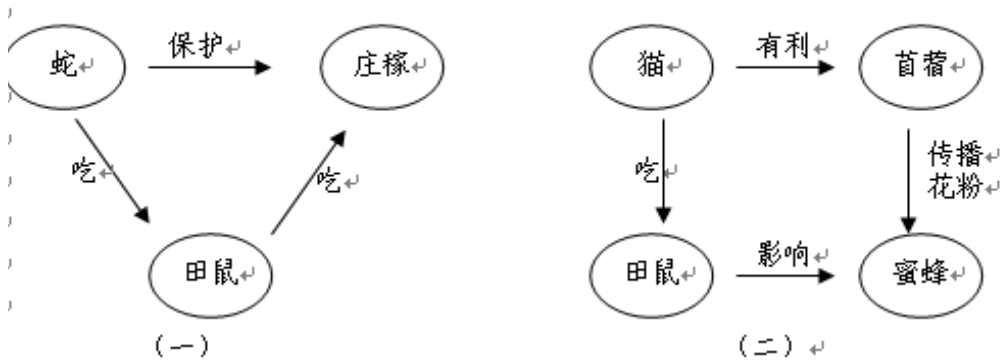 蛇 保护 庄稼
吃 吃
田鼠
(一)
猫 有利 苜蓿
吃 传播
花粉
田鼠 影响 蜜蜂
(二)